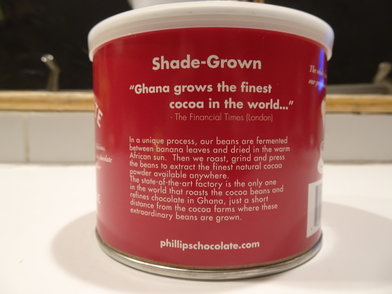 Shade-Grown
"Ghana grows the finest
cocoa in the world..."
- The Financial Times (London)
In a unique process, our beans are fermented
between banana leaves and dried in the warm
African sun. Then we roast, grind and press
the beans to extract the finest natural cocoa
powder available anywhere.
The state-of-the-art factory is the only one
in the world that roasts the cocoa beans and
refines chocolate in Ghana, just a short
distance from the cocoa farms where these
extraordinary beans are grown.
phillipschocolate.com